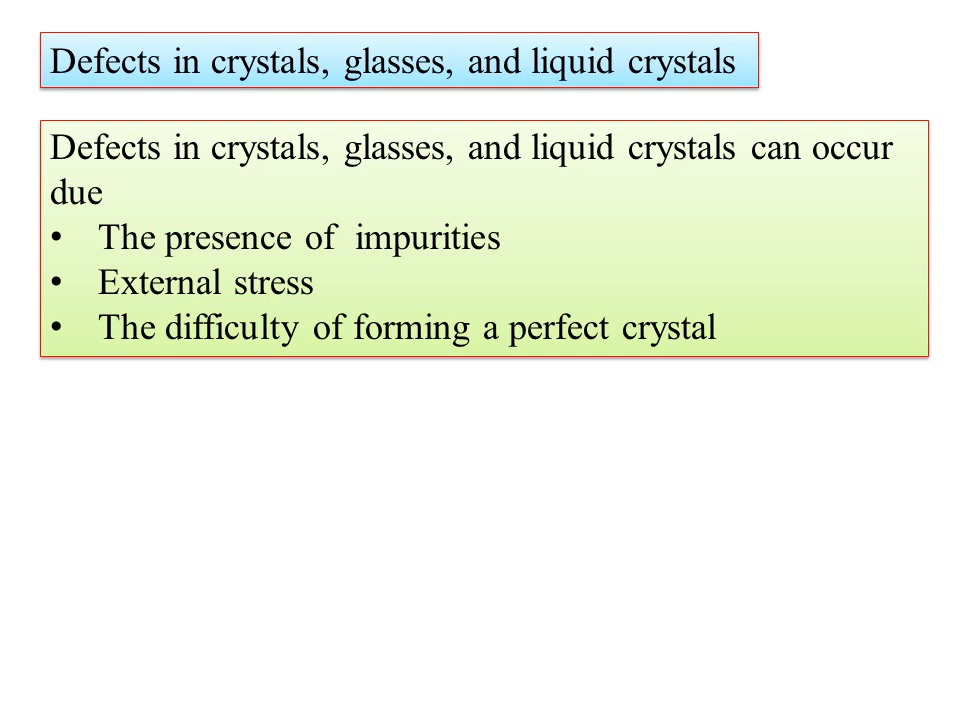 Defects in crystals, glasses, and liquid crystals
Defects in crystals, glasses, and liquid crystals can occur
due
• The presence of  impurities
• External stress
• The difficulty of forming a perfect crystal